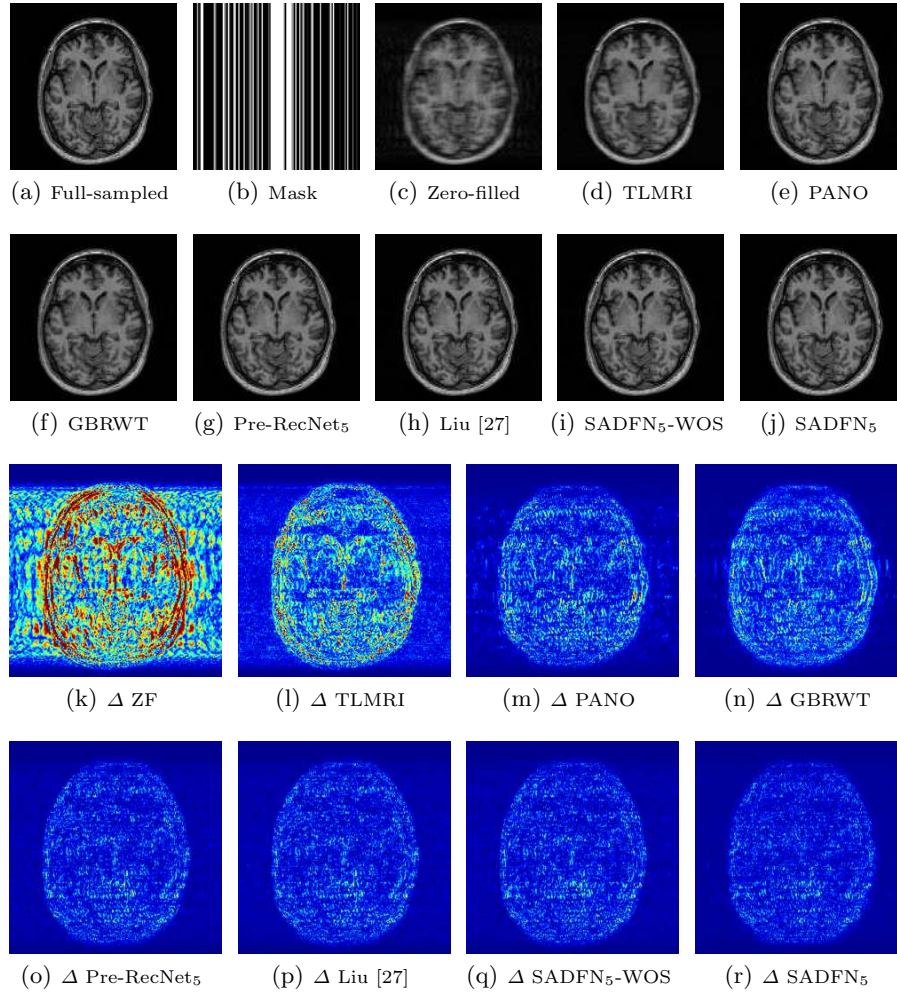 (a) Full-sampled (b) Mask (c) Zero-filled (d) TLMRI (e) PANO
(f) GBRWT (g) Pre-RecNet₅ (h) Liu [27] (i) SADFN₅-WOS (j) SADFN₅
(k) Δ ZF (l) Δ TLMRI (m) Δ PANO (n) Δ GBRWT
(o) Δ Pre-RecNet₅ (p) Δ Liu [27] (q) Δ SADFN₅-WOS (r) Δ SADFN₅